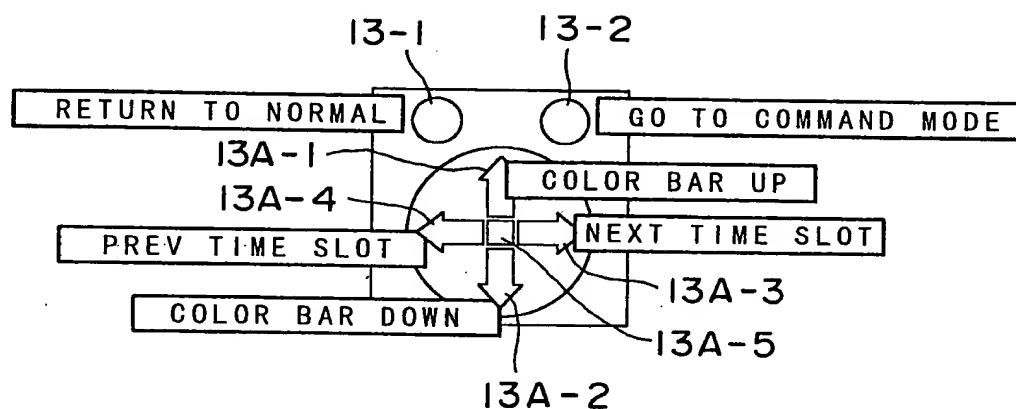 13-1 13-2
RETURN TO NORMAL GO TO COMMAND MODE
13A-1 COLOR BAR UP
13A-4
PREV TIME SLOT NEXT TIME SLOT
13A-3
COLOR BAR DOWN
13A-5
13A-2